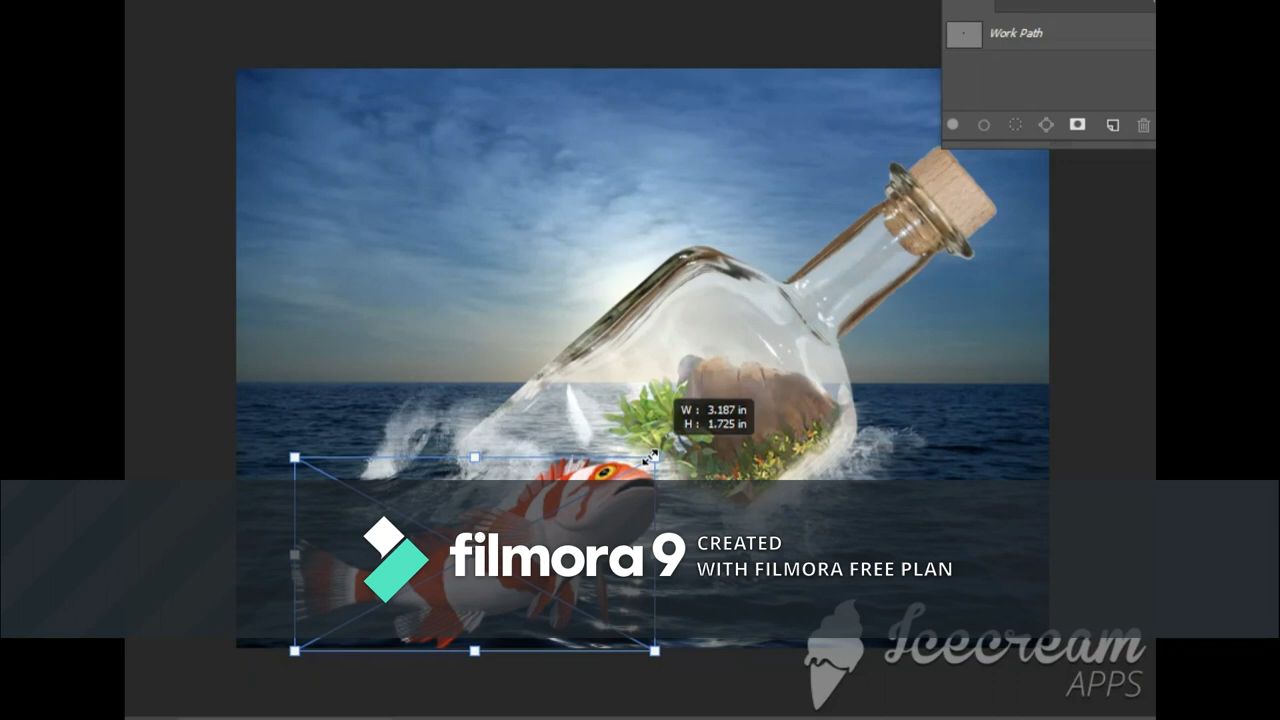 Work Path
W : 3.187 in
H : 1.725 in
filmora9
CREATED
WITH FILMORA FREE PLAN
Icecream
APPS